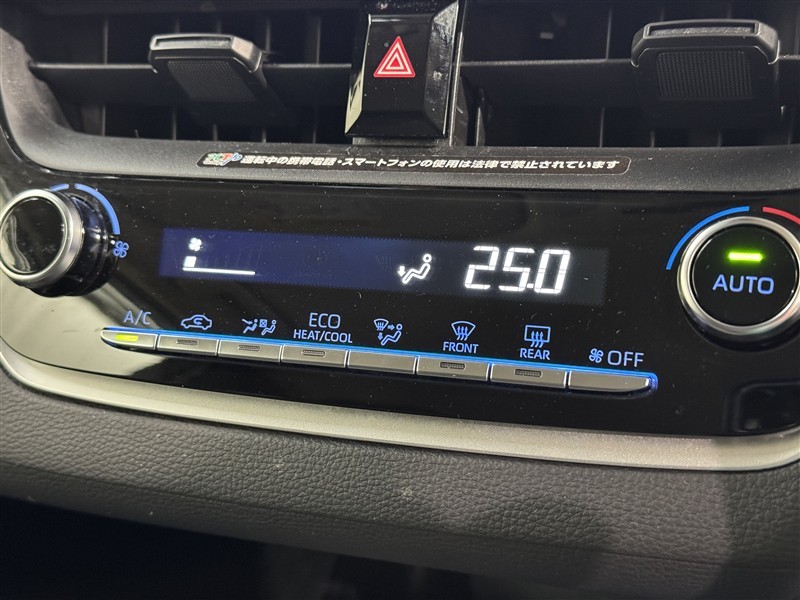 運転中の携帯電話・スマートフォンの使用は法律で禁止されています
25.0
AUTO
A/C
ECO
HEAT/COOL
FRONT
REAR
OFF